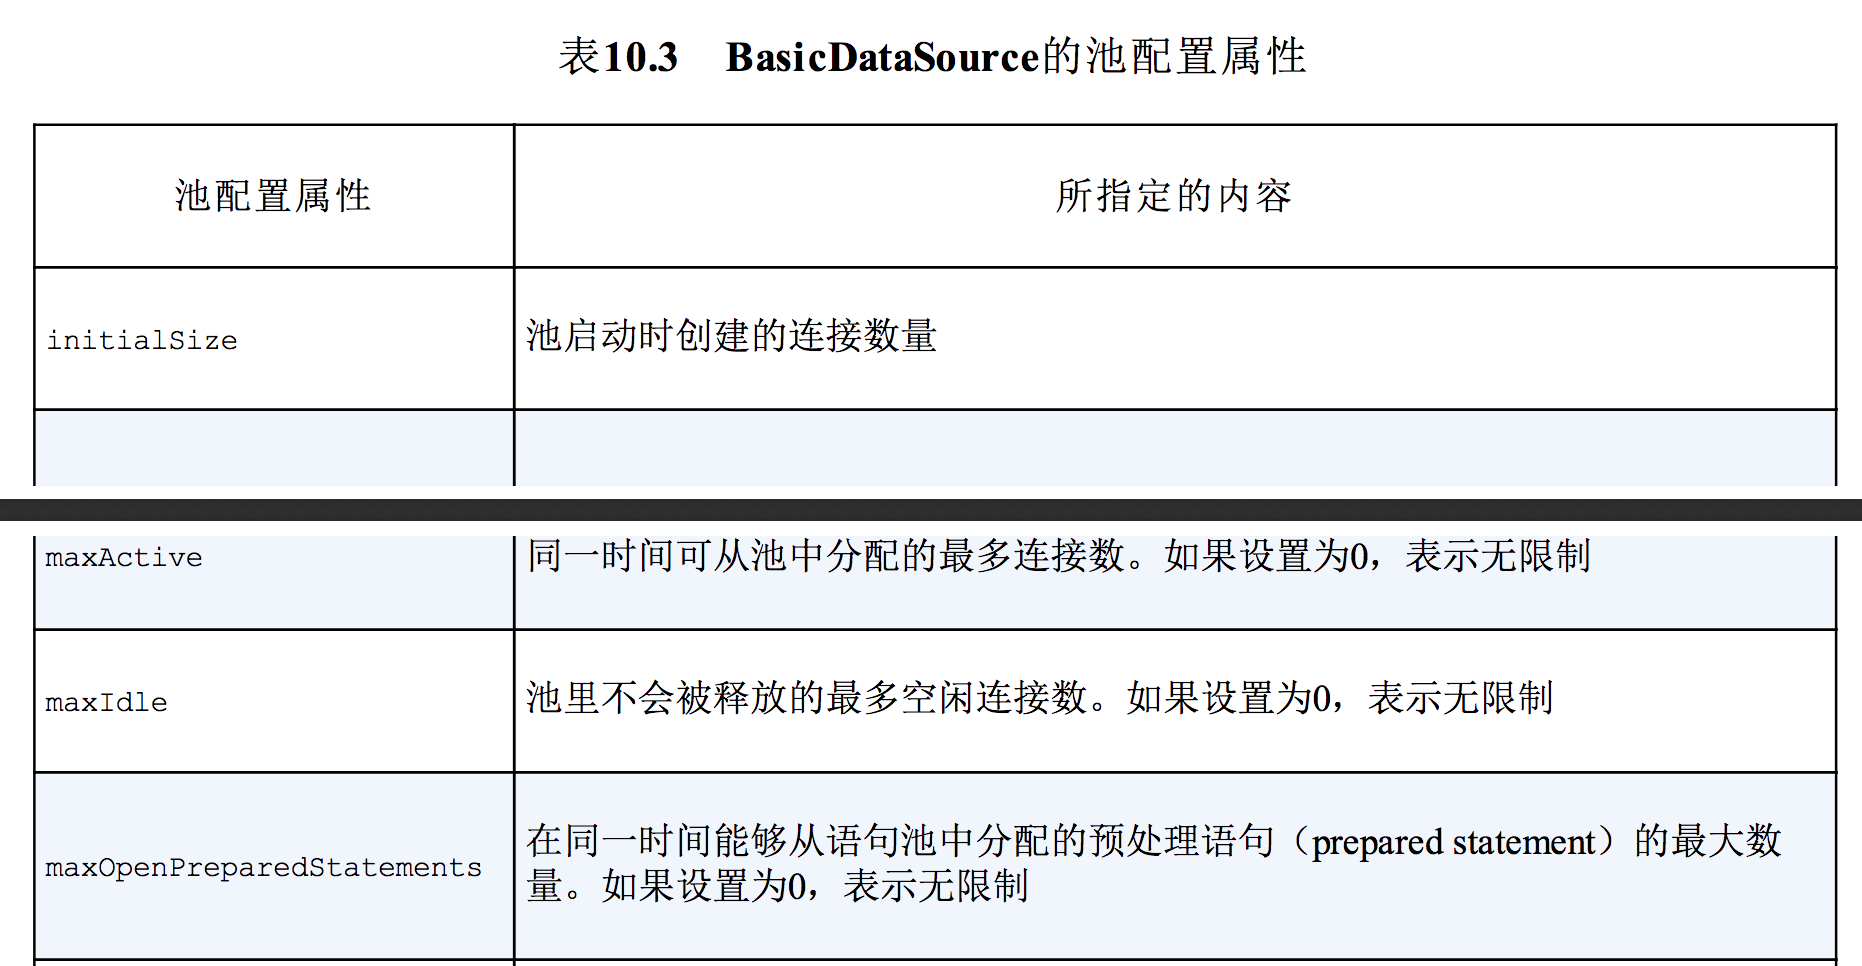 表10.3 BasicDataSource的池配置属性
池配置属性 所指定的内容
initialSize 池启动时创建的连接数量
maxActive 同一时间可从池中分配的最多连接数。如果设置为0，表示无限制
maxIdle 池里不会被释放的最多空闲连接数。如果设置为0，表示无限制
maxOpenPreparedStatements 在同一时间能够从语句池中分配的预处理语句（prepared statement）的最大数
量。如果设置为0，表示无限制